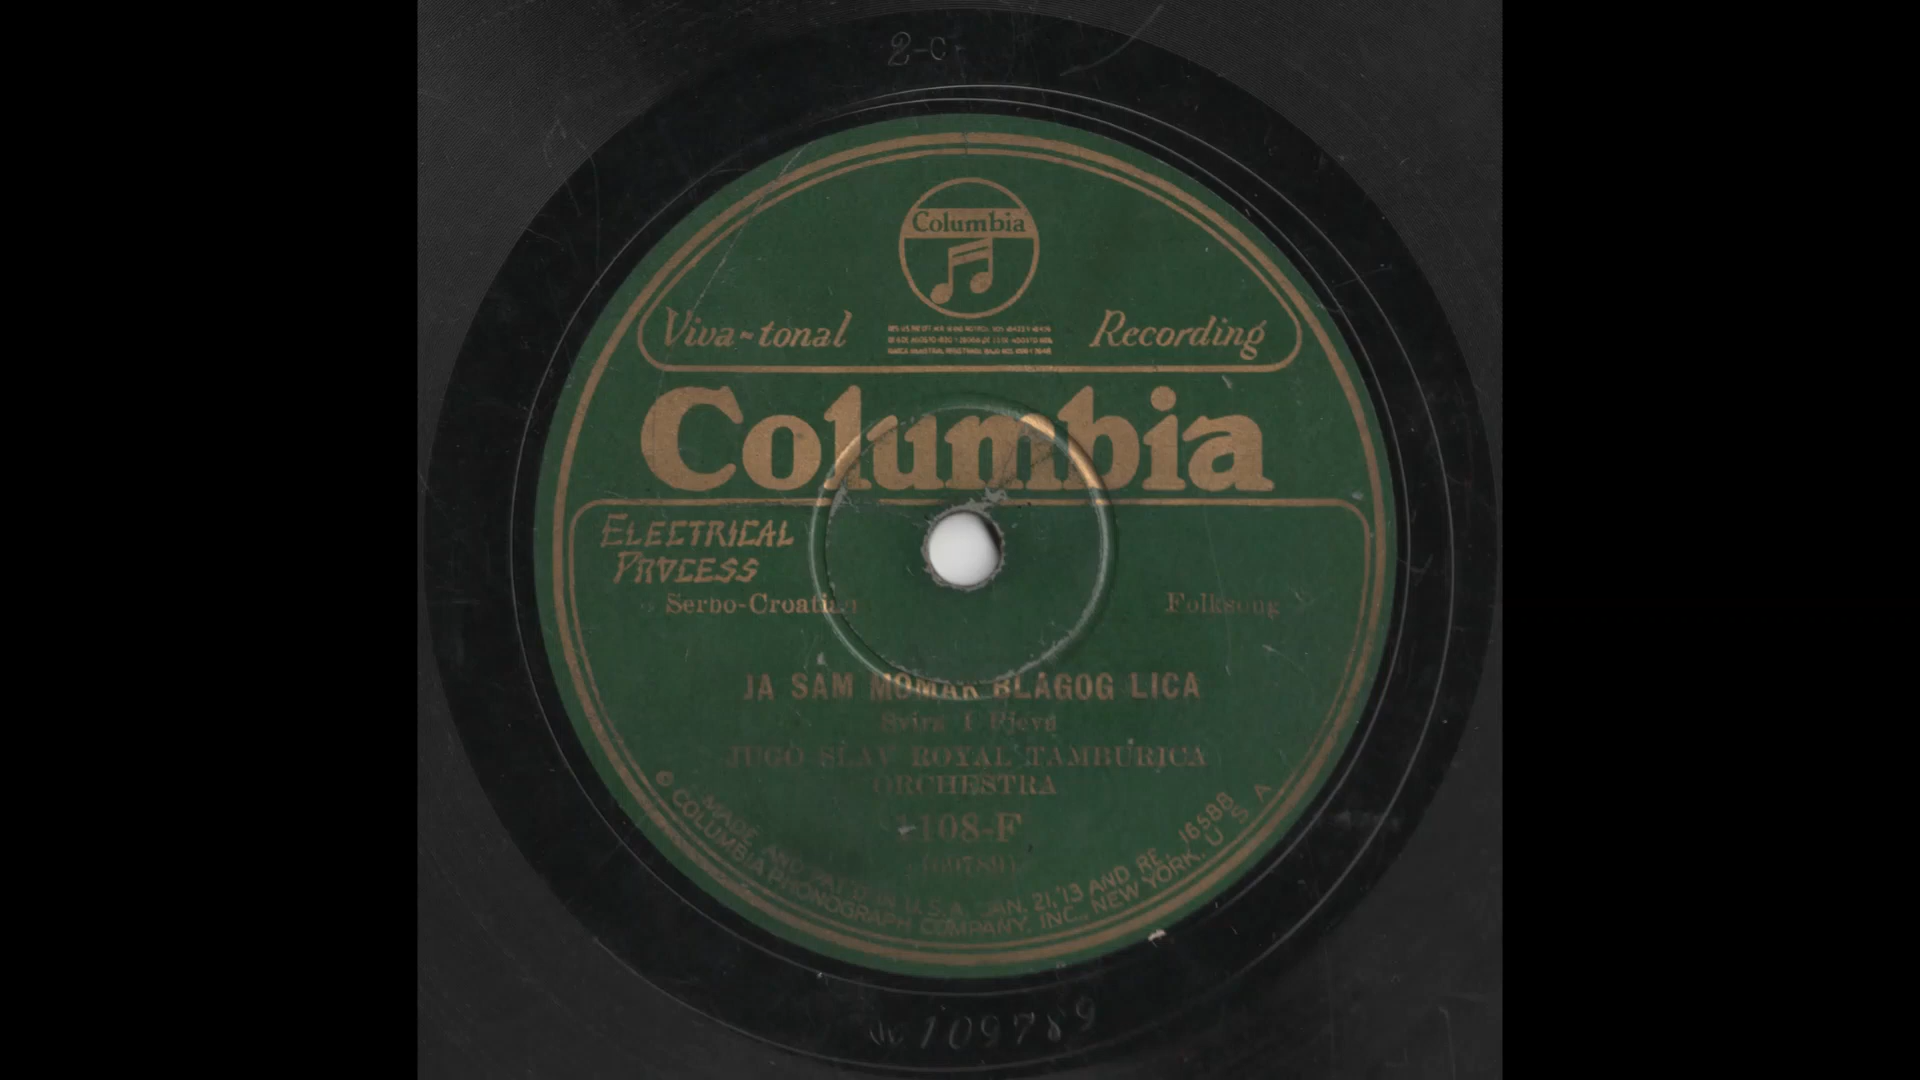 2-C
Columbia
Viva-tonal Recording
Columbia
ELECTRICAL
PROCESS
Serbo-Croatian Folksong
JA SAM MOMAK BLAGOG LICA
Svira I Pjeva
JUGO SLAV ROYAL TAMBURICA
ORCHESTRA
1108-F
MADE AND PAT'D IN U.S.A. JAN. 21,'13 AND RE. 16588
© COLUMBIA PHONOGRAPH COMPANY, INC., NEW YORK, U S A
W 109789